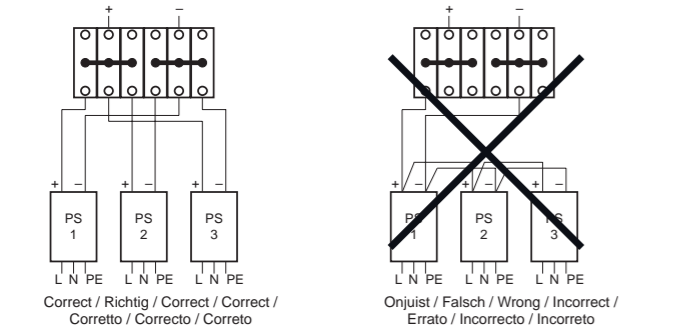 + –
+ – + – + –
PS 1
PS 2
PS 3
L N PE L N PE L N PE
Correct / Richtig / Correct / Correct /
Corretto / Correcto / Correto
+ –
+ – + – + –
PS 1
PS 2
PS 3
L N PE L N PE L N PE
Onjuist / Falsch / Wrong / Incorrect /
Errato / Incorrecto / Incorreto